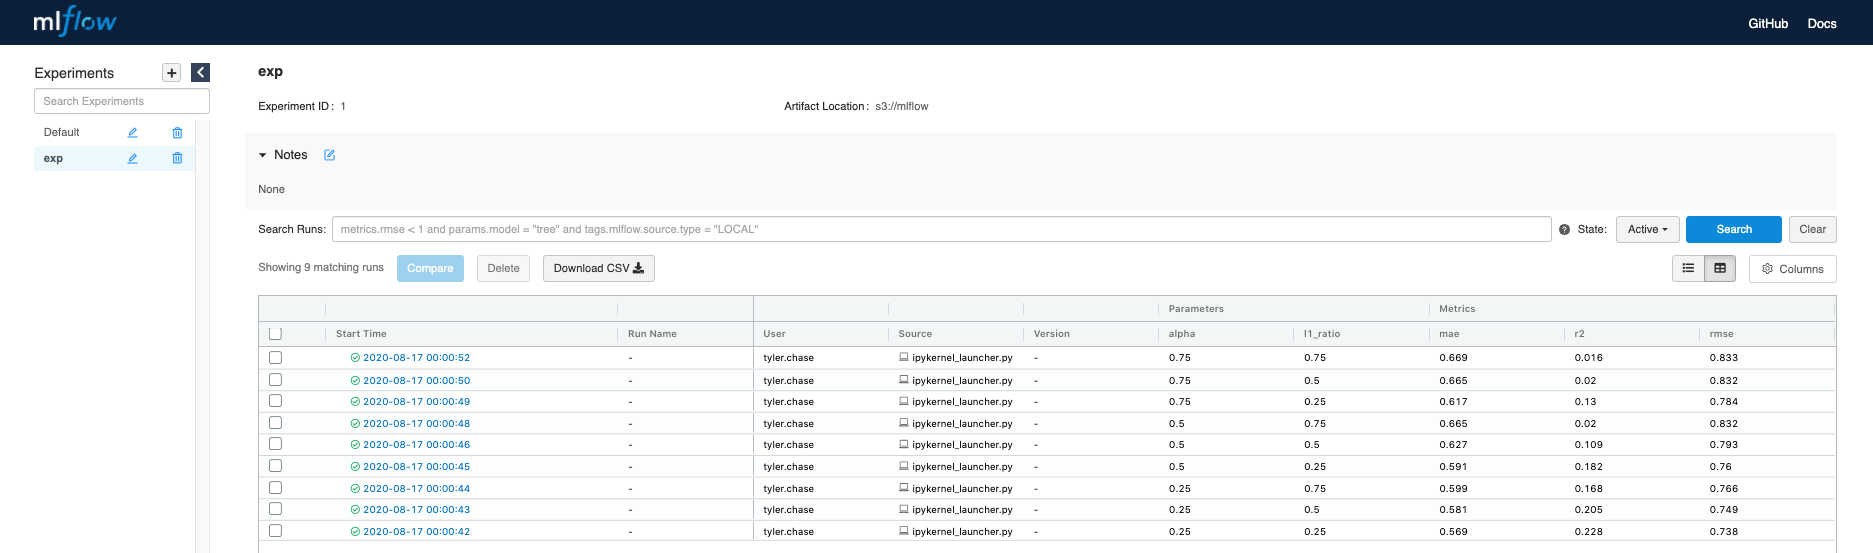 mlflow GitHub Docs
Experiments + <
Search Experiments
Default
exp
exp
Experiment ID : 1 Artifact Location : s3://mlflow
Notes
None
Search Runs: metrics.rmse < 1 and params.model = "tree" and tags.mlflow.source.type = "LOCAL" ? State: Active Search Clear
Showing 9 matching runs Compare Delete Download CSV Columns
Parameters Metrics
Start Time Run Name User Source Version alpha l1_ratio mae r2 rmse
2020-08-17 00:00:52 - tyler.chase ipykernel_launcher.py - 0.75 0.75 0.669 0.016 0.833
2020-08-17 00:00:50 - tyler.chase ipykernel_launcher.py - 0.75 0.5 0.665 0.02 0.832
2020-08-17 00:00:49 - tyler.chase ipykernel_launcher.py - 0.75 0.25 0.617 0.13 0.784
2020-08-17 00:00:48 - tyler.chase ipykernel_launcher.py - 0.5 0.75 0.665 0.02 0.832
2020-08-17 00:00:46 - tyler.chase ipykernel_launcher.py - 0.5 0.5 0.627 0.109 0.793
2020-08-17 00:00:45 - tyler.chase ipykernel_launcher.py - 0.5 0.25 0.591 0.182 0.76
2020-08-17 00:00:44 - tyler.chase ipykernel_launcher.py - 0.25 0.75 0.599 0.168 0.766
2020-08-17 00:00:43 - tyler.chase ipykernel_launcher.py - 0.25 0.5 0.581 0.205 0.749
2020-08-17 00:00:42 - tyler.chase ipykernel_launcher.py - 0.25 0.25 0.569 0.228 0.738